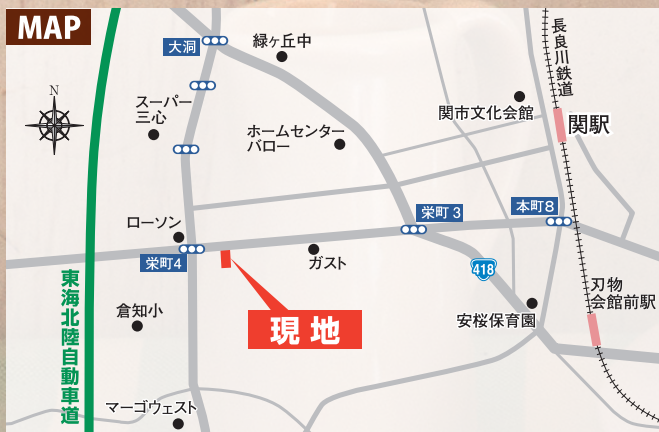 MAP
大洞
緑ヶ丘中
長良川鉄道
N
スーパー
三心
関市文化会館
関駅
ホームセンター
バロー
ローソン
栄町3
本町8
栄町4
ガスト
418
東海北陸自動車道
倉知小
現地
安桜保育園
刃物
会館前駅
マーゴウェスト